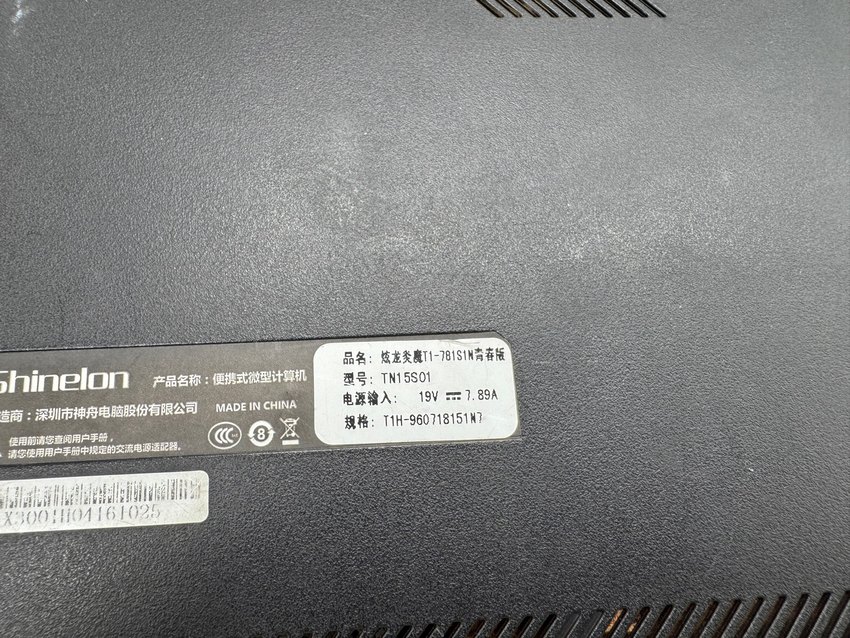 Shinelon
产品名称：便携式微型计算机
造商：深圳市神舟电脑股份有限公司
MADE IN CHINA
使用前请您查阅用户手册，
请您使用用户手册中规定的交流电源适配器。
CCC
8
品名：炫龙炎魔T1-781S1N青春版
型号：TN15S01
电源输入： 19V 7.89A
规格：T1H-960718151N7
X3001H04161025